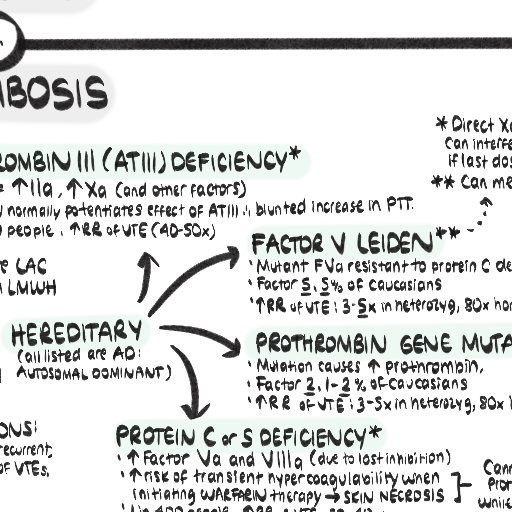 BOSIS
* Direct Xa
Can interfe
if last dos
** Can me
ROMBIN III (ATIII) DEFICIENCY*
= ↑IIa, ↑Xa (and other factors)
normally potentiates effect of ATIII ∴ blunted increase in PTT.
people, ↑RR of VTE (40-50x)
FACTOR V LEIDEN**
• Mutant FVa resistant to protein C de
• Factor 5, 5% of Caucasians
• ↑RR of VTE: 3-5x in heterozyg, 80x hom
LAC
LMWH
HEREDITARY
(all listed are AD:
AUTOSOMAL DOMINANT)
PROTHROMBIN GENE MUTA
• Mutation causes ↑ prothrombin,
• Factor 2, 1-2% of Caucasians
• ↑RR of VTE: 3-5x in heterozyg, 80x
ONS:
recurrent,
OF VTEs,
PROTEIN C or S DEFICIENCY*
• ↑Factor Va and VIIIa (due to lost inhibition)
• ↑risk of transient hypercoagulability when
initiating WARFARIN therapy → SKIN NECROSIS
Cann
Pro
while